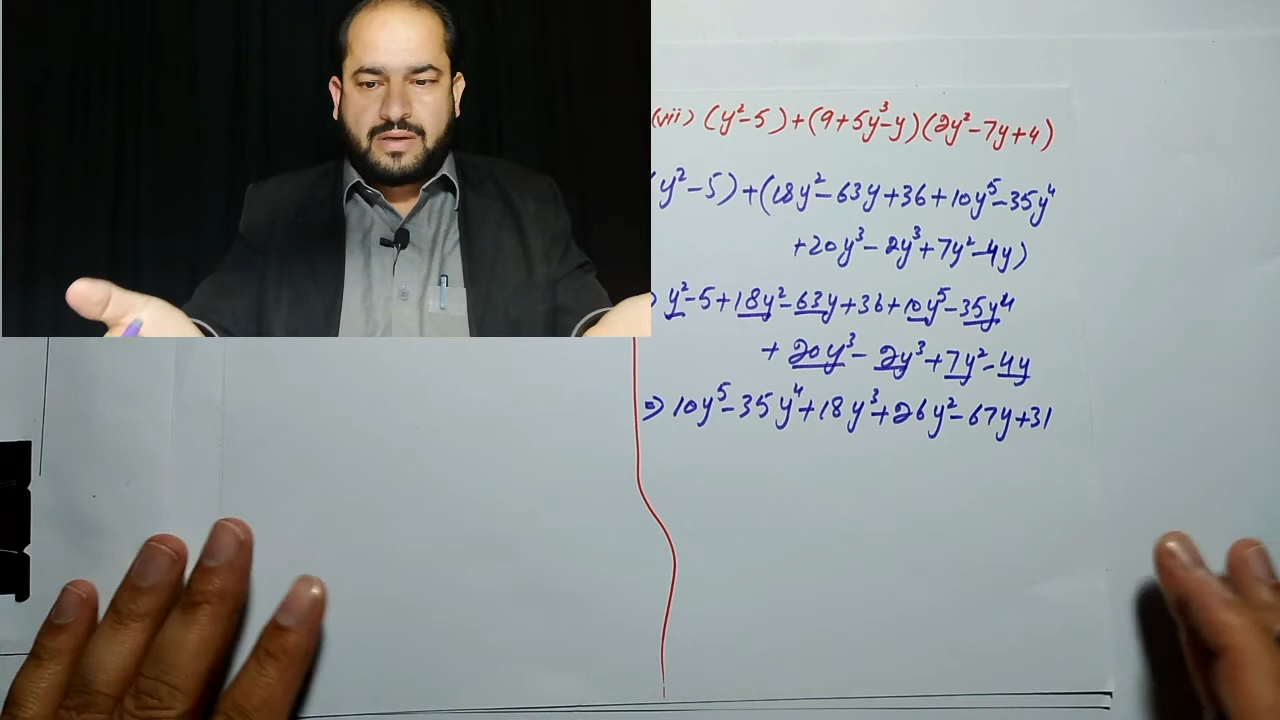 (vii) (y²-5)+(9+5y³-y)(2y²-7y+4)
(y²-5)+(18y²-63y+36+10y⁵-35y⁴
+20y³-2y³+7y²-4y)
⇒ y²-5+18y²-63y+36+10y⁵-35y⁴
+20y³-2y³+7y²-4y
⇒ 10y⁵-35y⁴+18y³+26y²-67y+31